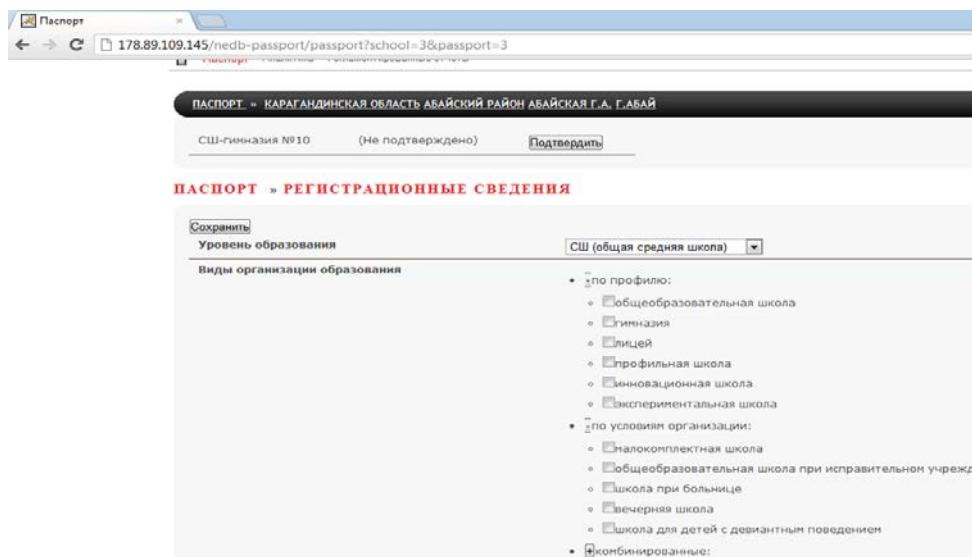 Паспорт
178.89.109.145/nedb-passport/passport?school=3&passport=3
ПАСПОРТ » КАРАГАНДИНСКАЯ ОБЛАСТЬ АБАЙСКИЙ РАЙОН АБАЙСКАЯ Г.А. Г.АБАЙ
СШ-гимназия №10 (Не подтверждено) Подтвердить
ПАСПОРТ » РЕГИСТРАЦИОННЫЕ СВЕДЕНИЯ
Сохранить
Уровень образования СШ (общая средняя школа)
Виды организации образования
по профилю:
общеобразовательная школа
гимназия
лицей
профильная школа
инновационная школа
экспериментальная школа
по условиям организации:
малокомплектная школа
общеобразовательная школа при исправительном учрежд
школа при больнице
вечерняя школа
школа для детей с девиантным поведением
комбинированные: